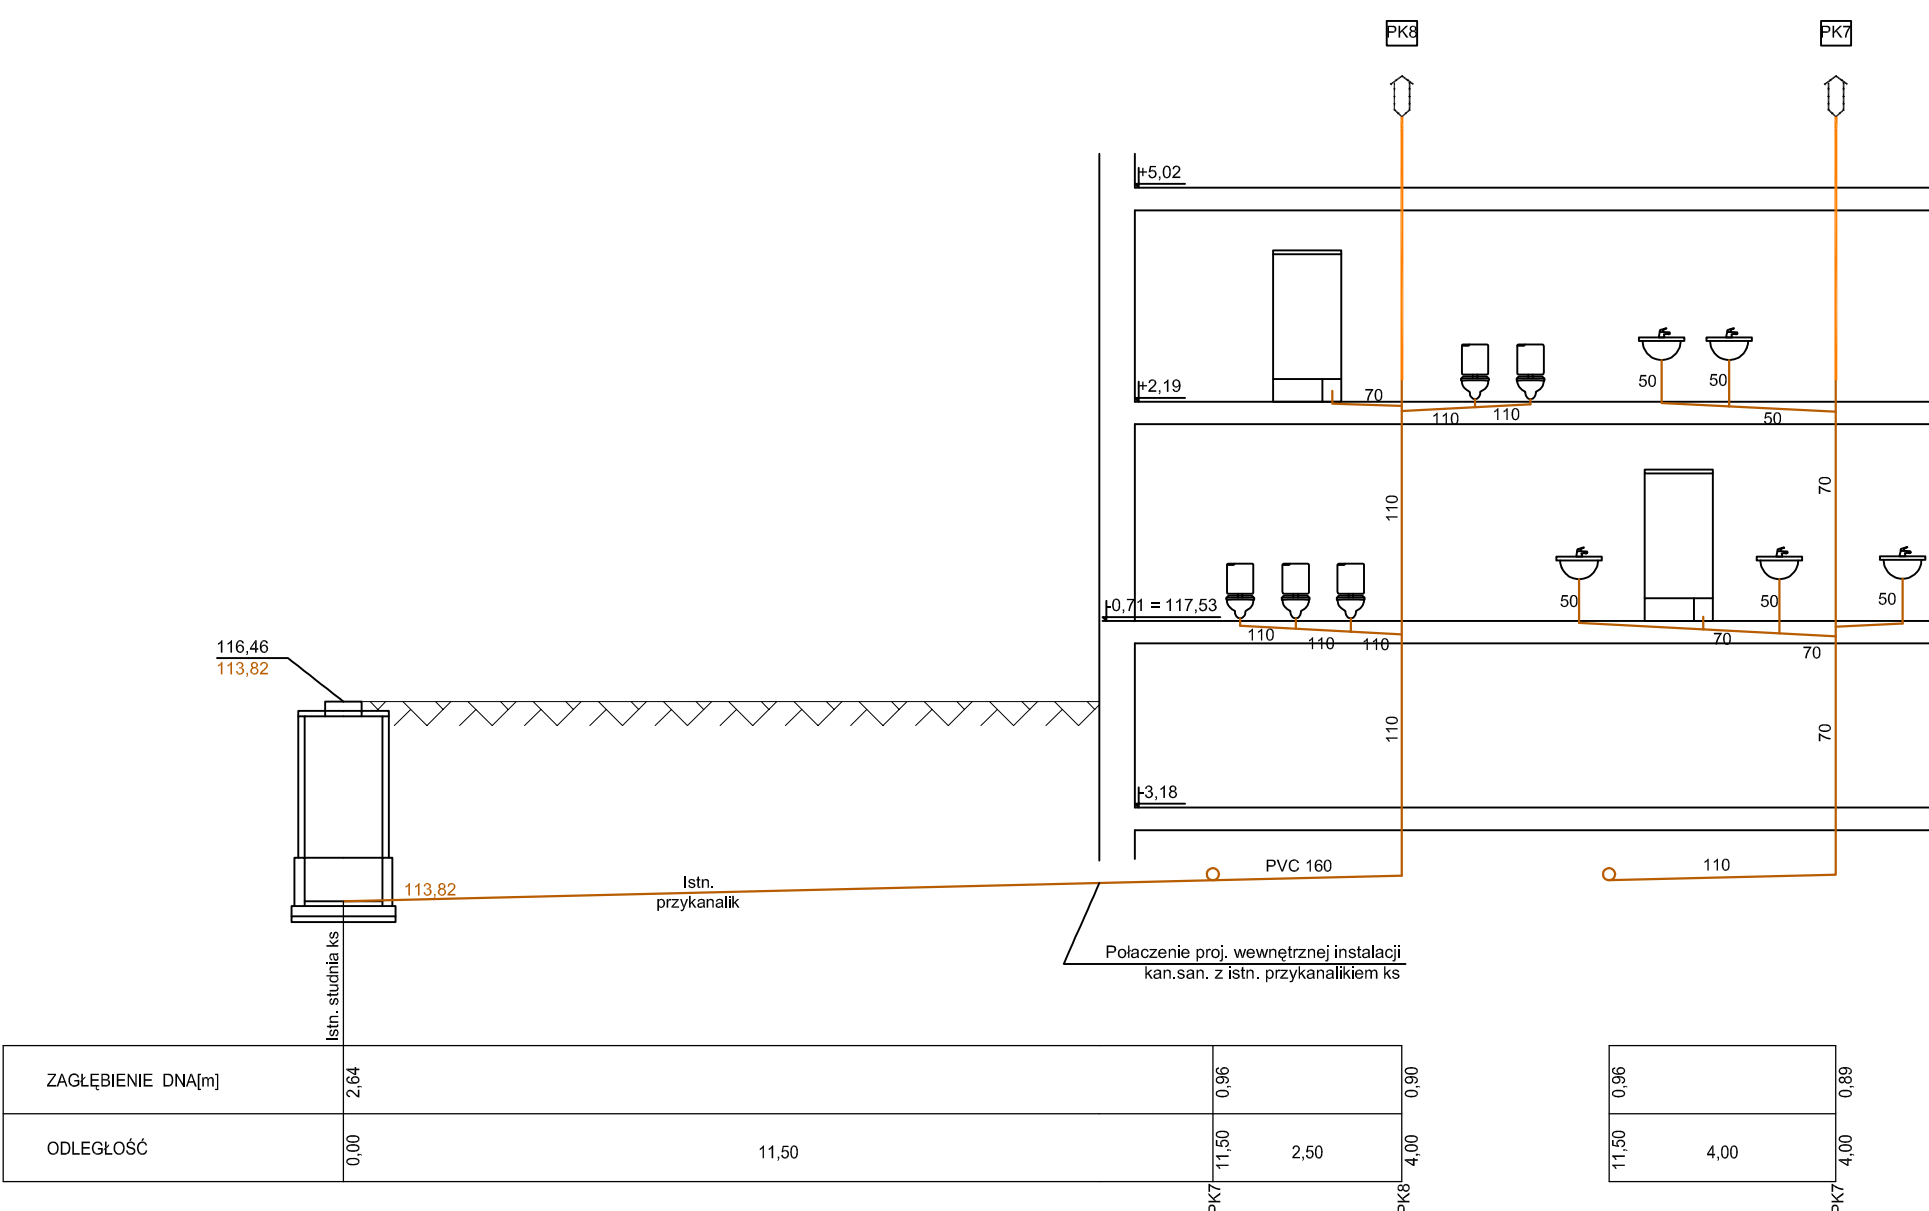 PK8
PK7
+5,02
+2,19
70
110
110
50
50
50
110
70
-0,71 = 117,53
110
110
110
50
70
50
50
70
116,46
113,82
110
70
-3,18
113,82
Istn.
przykanalik
PVC 160
110
Połaczenie proj. wewnętrznej instalacji
kan.san. z istn. przykanalikiem ks
Istn. studnia ks
ZAGŁĘBIENIE DNA[m]
2,64
0,96
0,90
0,96
0,89
ODLEGŁOŚĆ
0,00
11,50
11,50
2,50
4,00
11,50
4,00
4,00
PK7
PK8
PK7